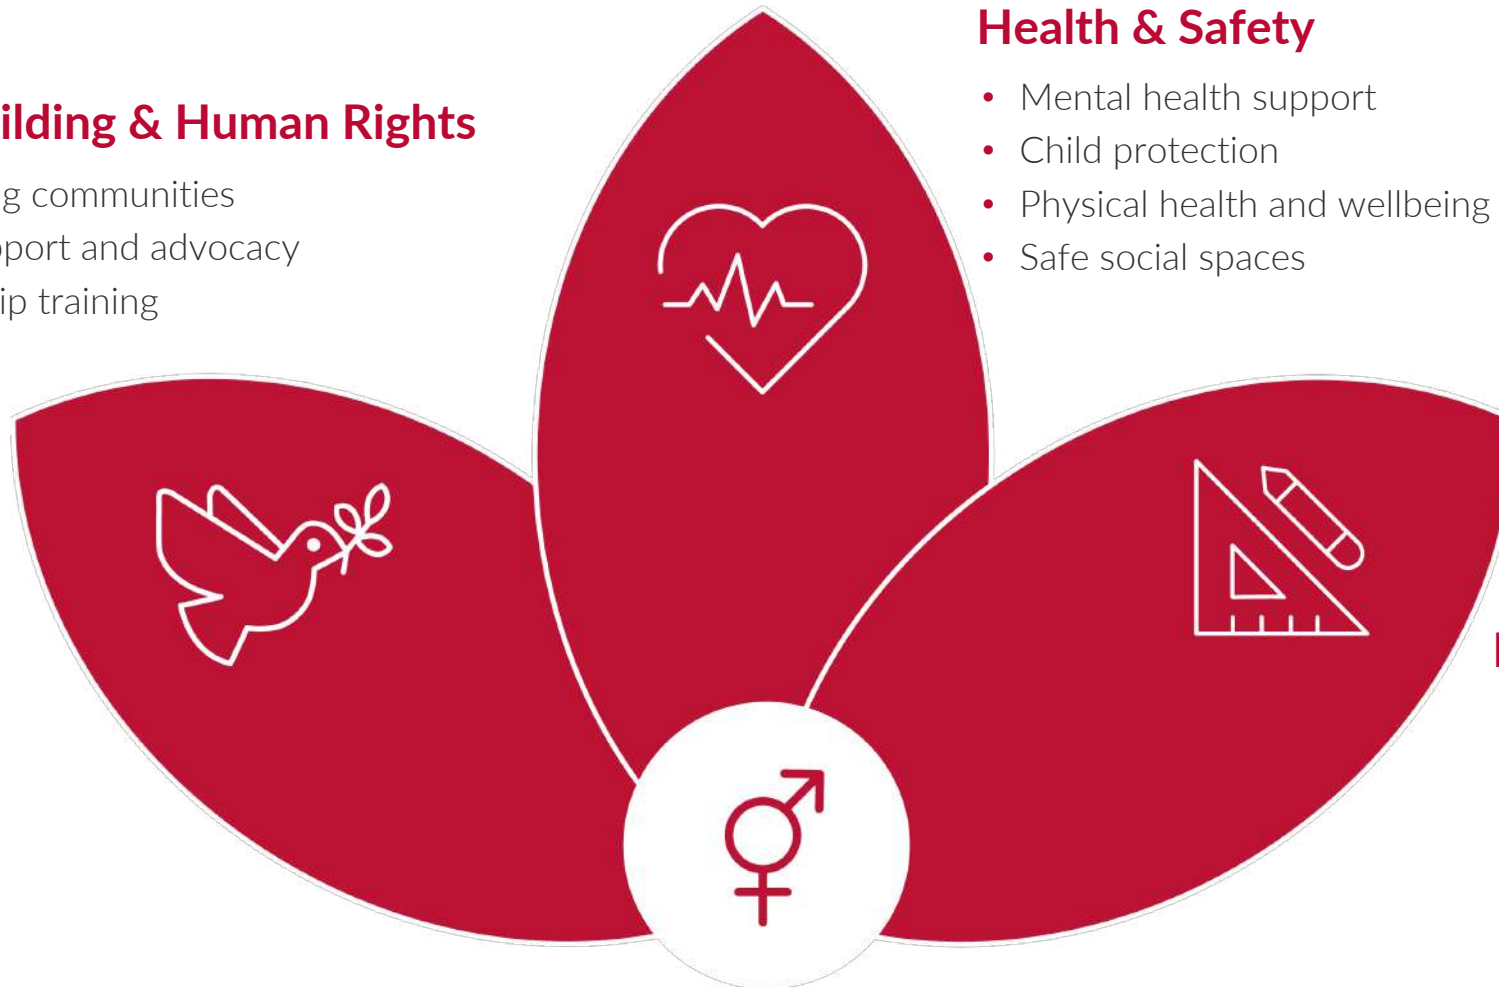 ilding & Human Rights
g communities
port and advocacy
ip training
Health & Safety
• Mental health support
• Child protection
• Physical health and wellbeing
• Safe social spaces